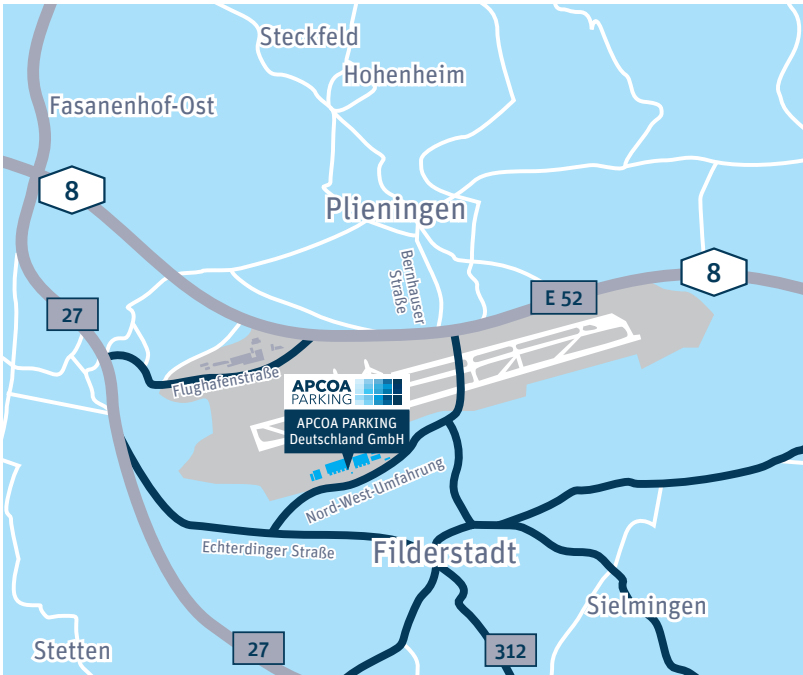 Steckfeld
Hohenheim
Fasanenhof-Ost
8
Plieningen
Bernhauser
Straße
8
E 52
27
Flughafenstraße
APCOA
PARKING
APCOA PARKING
Deutschland GmbH
Nord-West-Umfahrung
Echterdinger Straße
Filderstadt
Sielmingen
Stetten
27
312